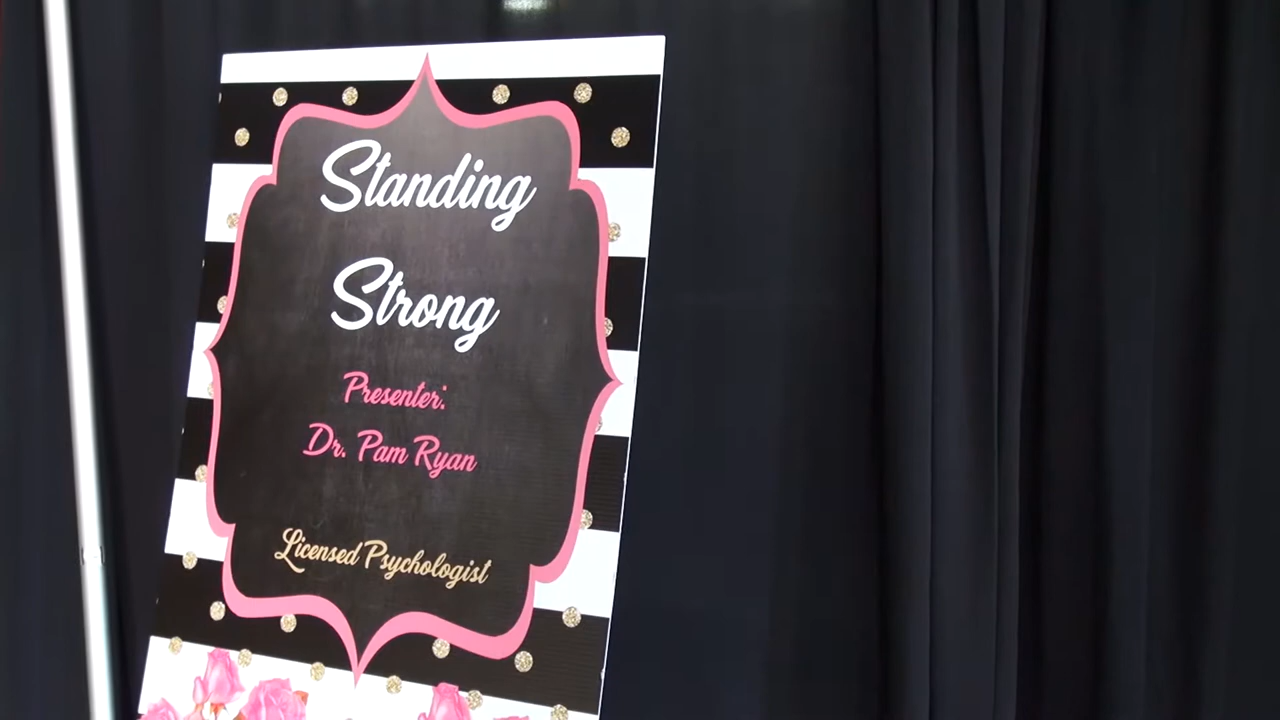 Standing
Strong
Presenter:
Dr. Pam Ryan
Licensed Psychologist